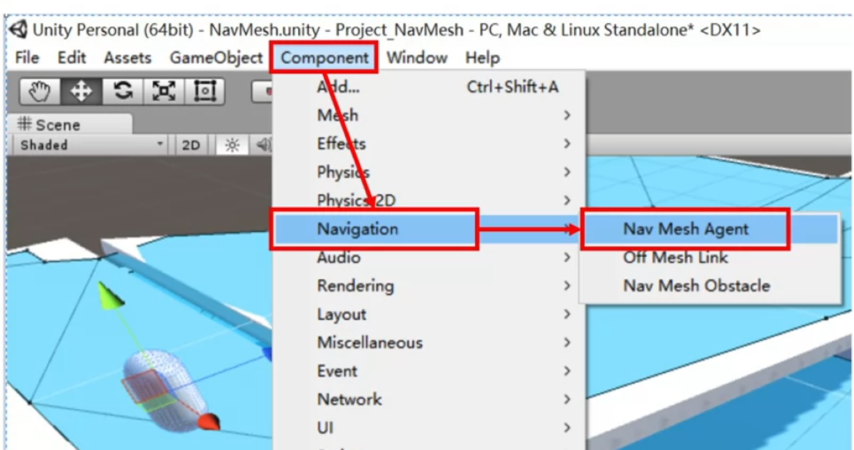 Unity Personal (64bit) - NavMesh.unity - Project_NavMesh - PC, Mac & Linux Standalone* <DX11>
File Edit Assets GameObject Component Window Help
Add... Ctrl+Shift+A
Mesh
# Scene
Shaded 2D
Effects
Physics
Physics 2D
Navigation
Nav Mesh Agent
Audio
Off Mesh Link
Rendering
Nav Mesh Obstacle
Layout
Miscellaneous
Event
Network
UI